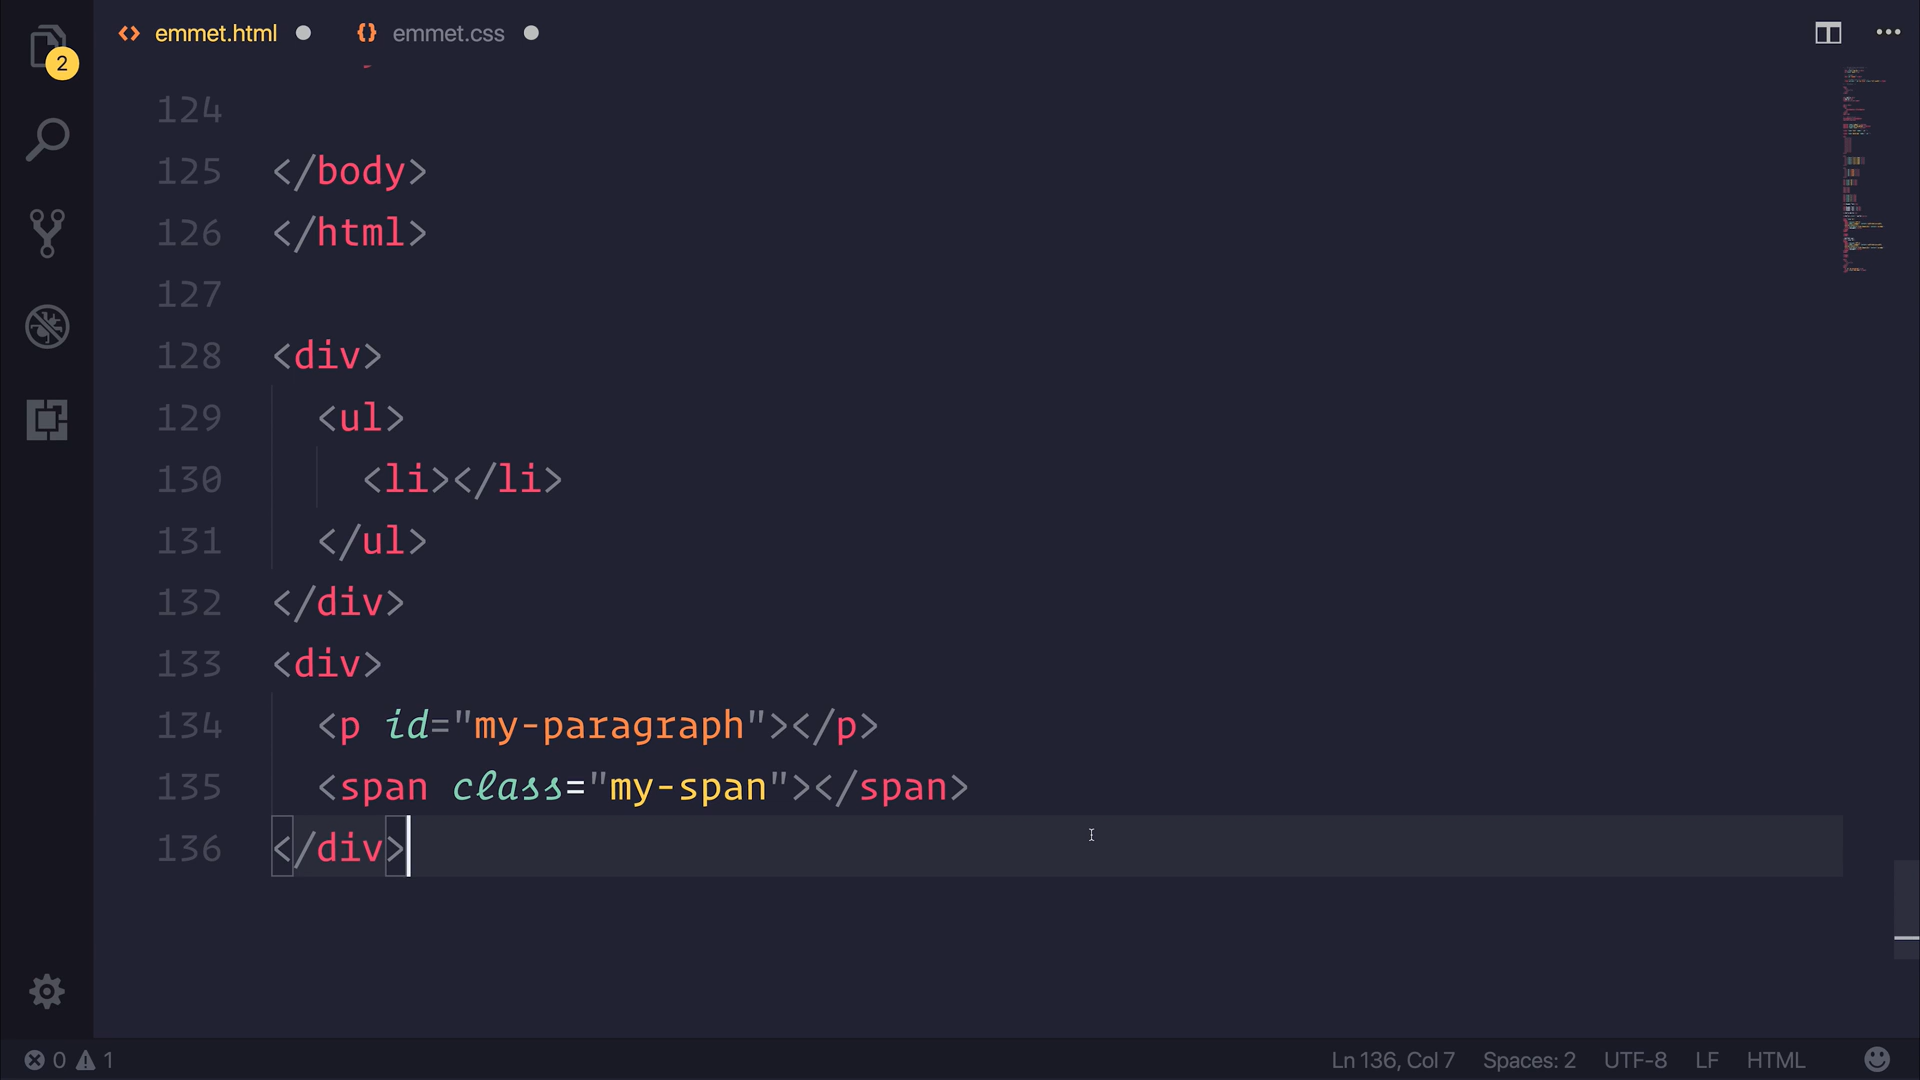 emmet.html emmet.css
2
124
125 </body>
126 </html>
127
128 <div>
129 <ul>
130 <li></li>
131 </ul>
132 </div>
133 <div>
134 <p id="my-paragraph"></p>
135 <span class="my-span"></span>
136 </div>
0 1 Ln 136, Col 7 Spaces: 2 UTF-8 LF HTML